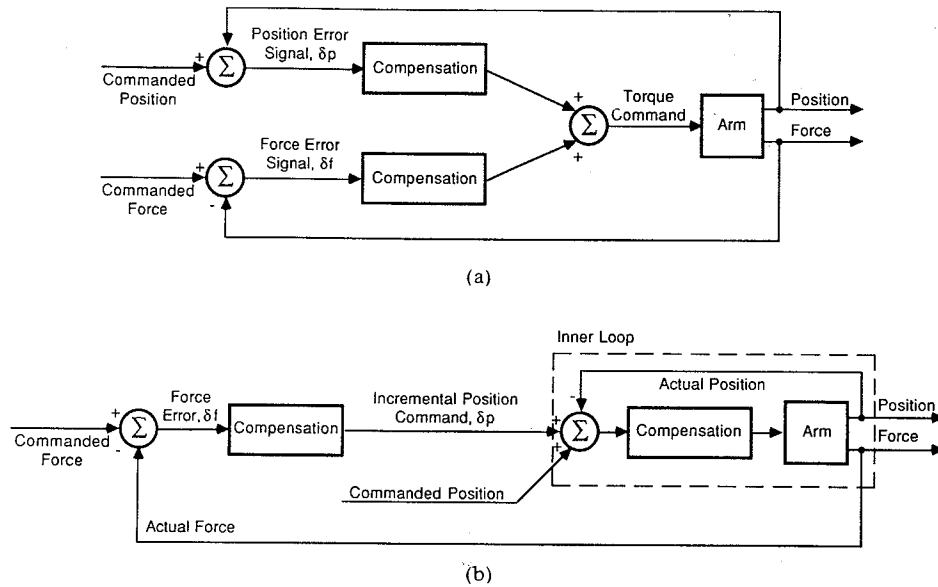 Position Error
Signal, δp
+
Σ
Compensation
Commanded
Position
+
Torque
Command
Σ
Arm
Position
Force
+
Force Error
Signal, δf
+
Σ
Compensation
Commanded
Force
-
(a)
Inner Loop
Actual Position
Force
Error, δf
Incremental Position
Command, δp
-
Position
+
Σ
Compensation
+
Σ
Compensation
Arm
Force
Commanded
Force
-
+
Commanded Position
Actual Force
(b)